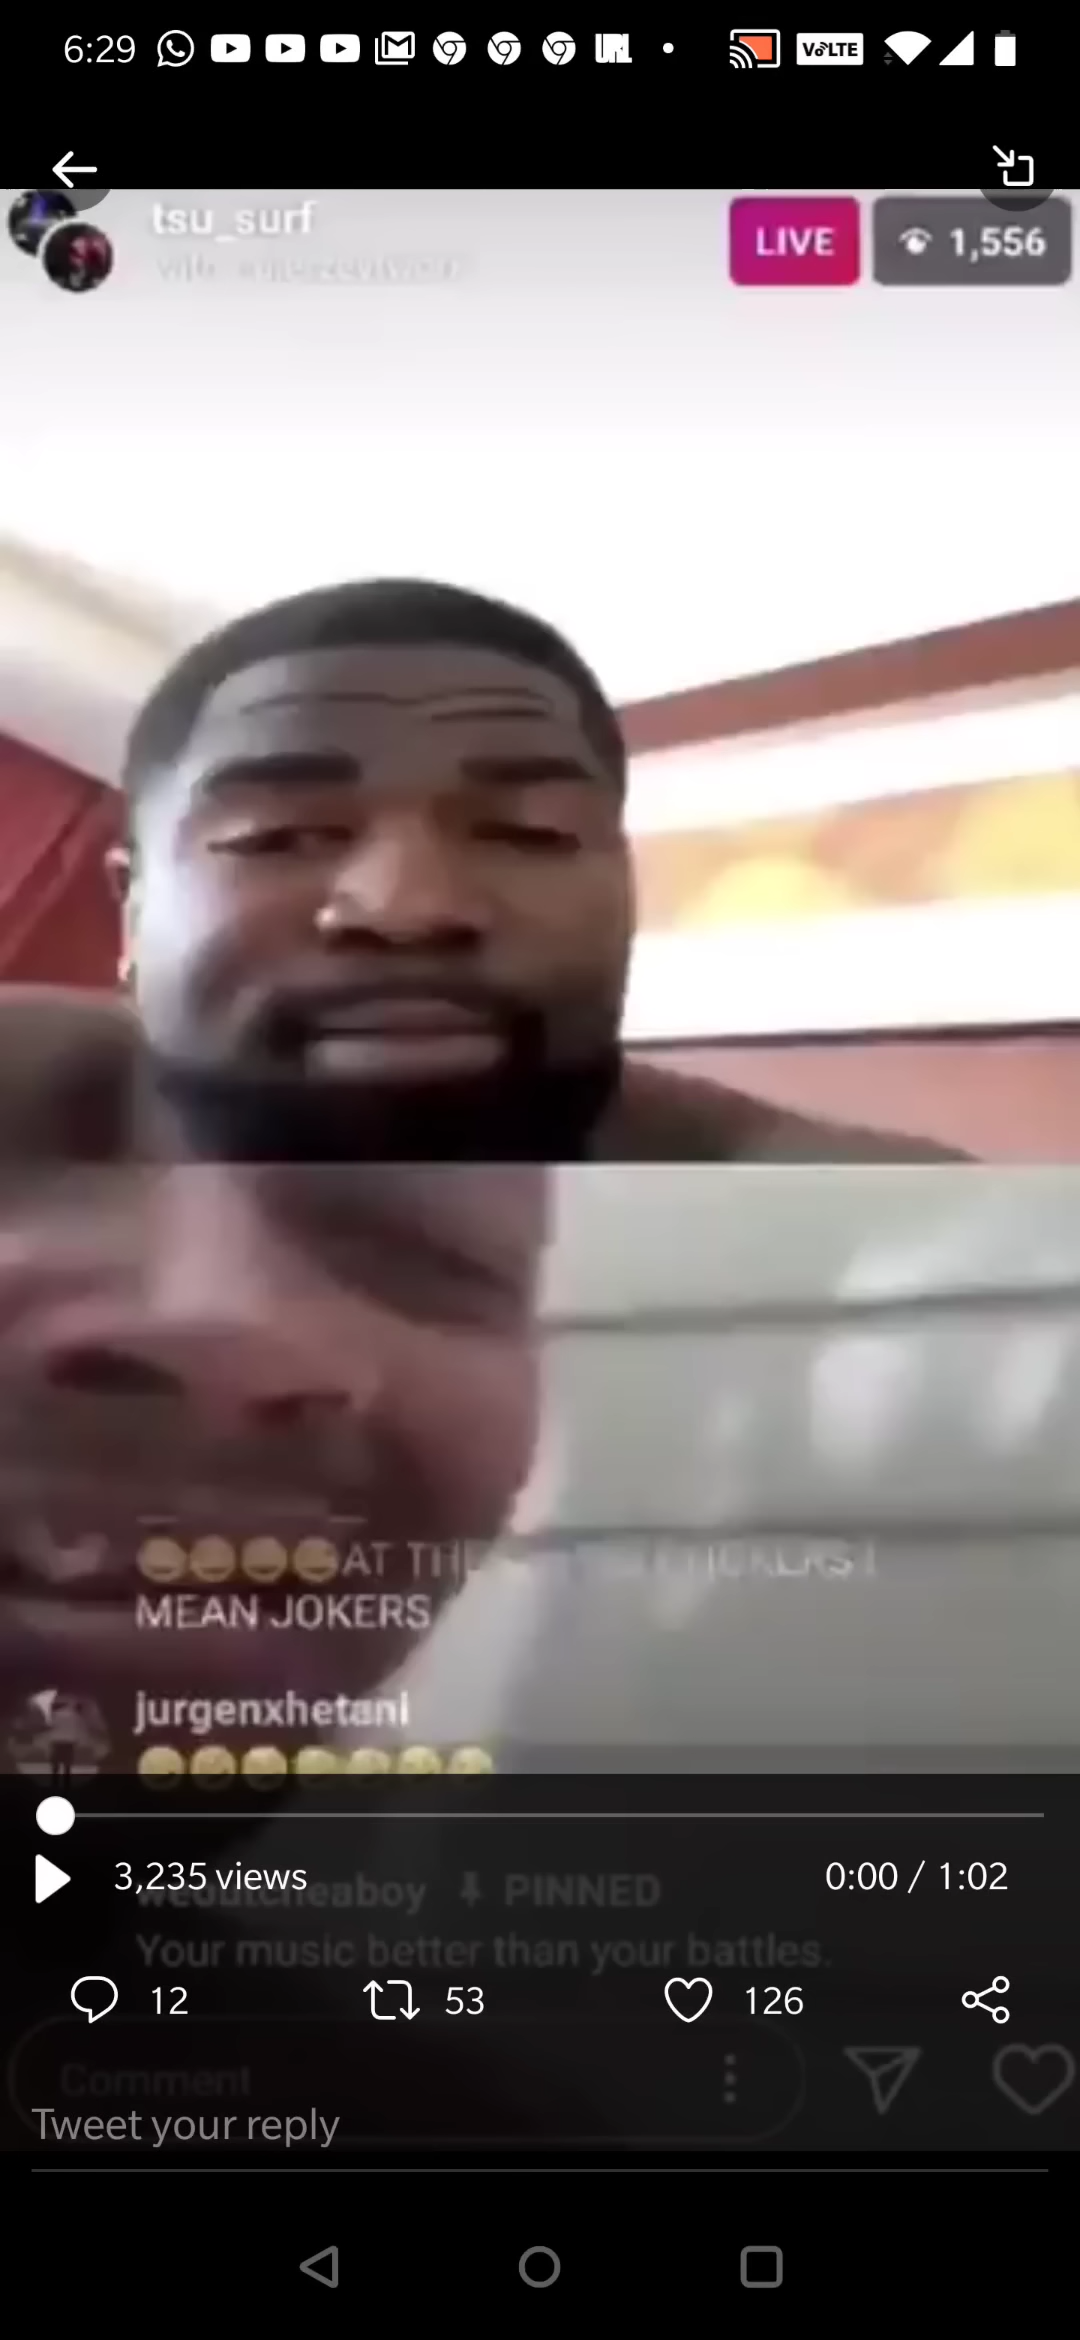 6:29
VoLTE
tsu_surf
LIVE
1,556
AT
MEAN JOKERS
jurgenxhetani
3,235 views
0:00 / 1:02
PINNED
Your music better than your battles.
12
53
126
Comment
Tweet your reply